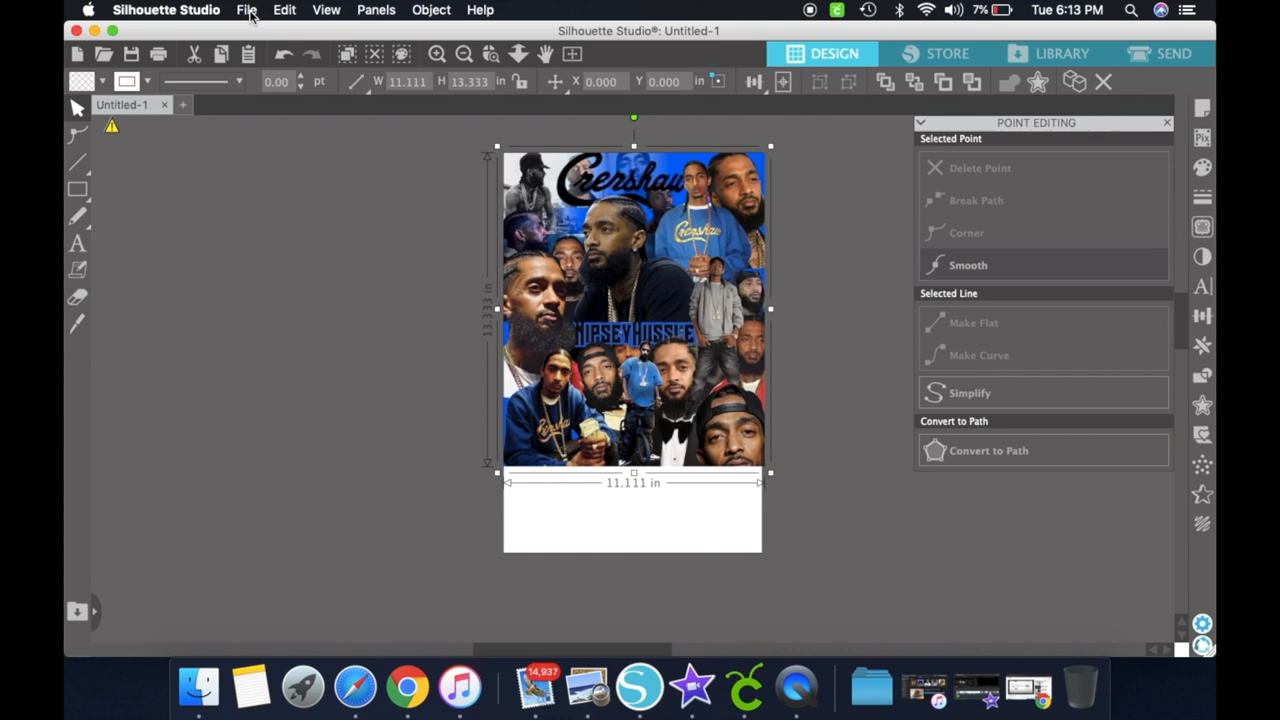 Silhouette Studio File Edit View Panels Object Help 7% Tue 6:13 PM
Silhouette Studio®: Untitled-1
DESIGN STORE LIBRARY SEND
0.00 pt W 11.111 H 13.333 in X 0.000 Y 0.000 in
Untitled-1 × +
POINT EDITING
Selected Point
Delete Point
Break Path
Corner
Smooth
Selected Line
Make Flat
Make Curve
Simplify
Convert to Path
Convert to Path
Crenshaw
Crenshaw
13.333 in
NIPSEY HUSSLE
Crenshaw
11.111 in
14,937